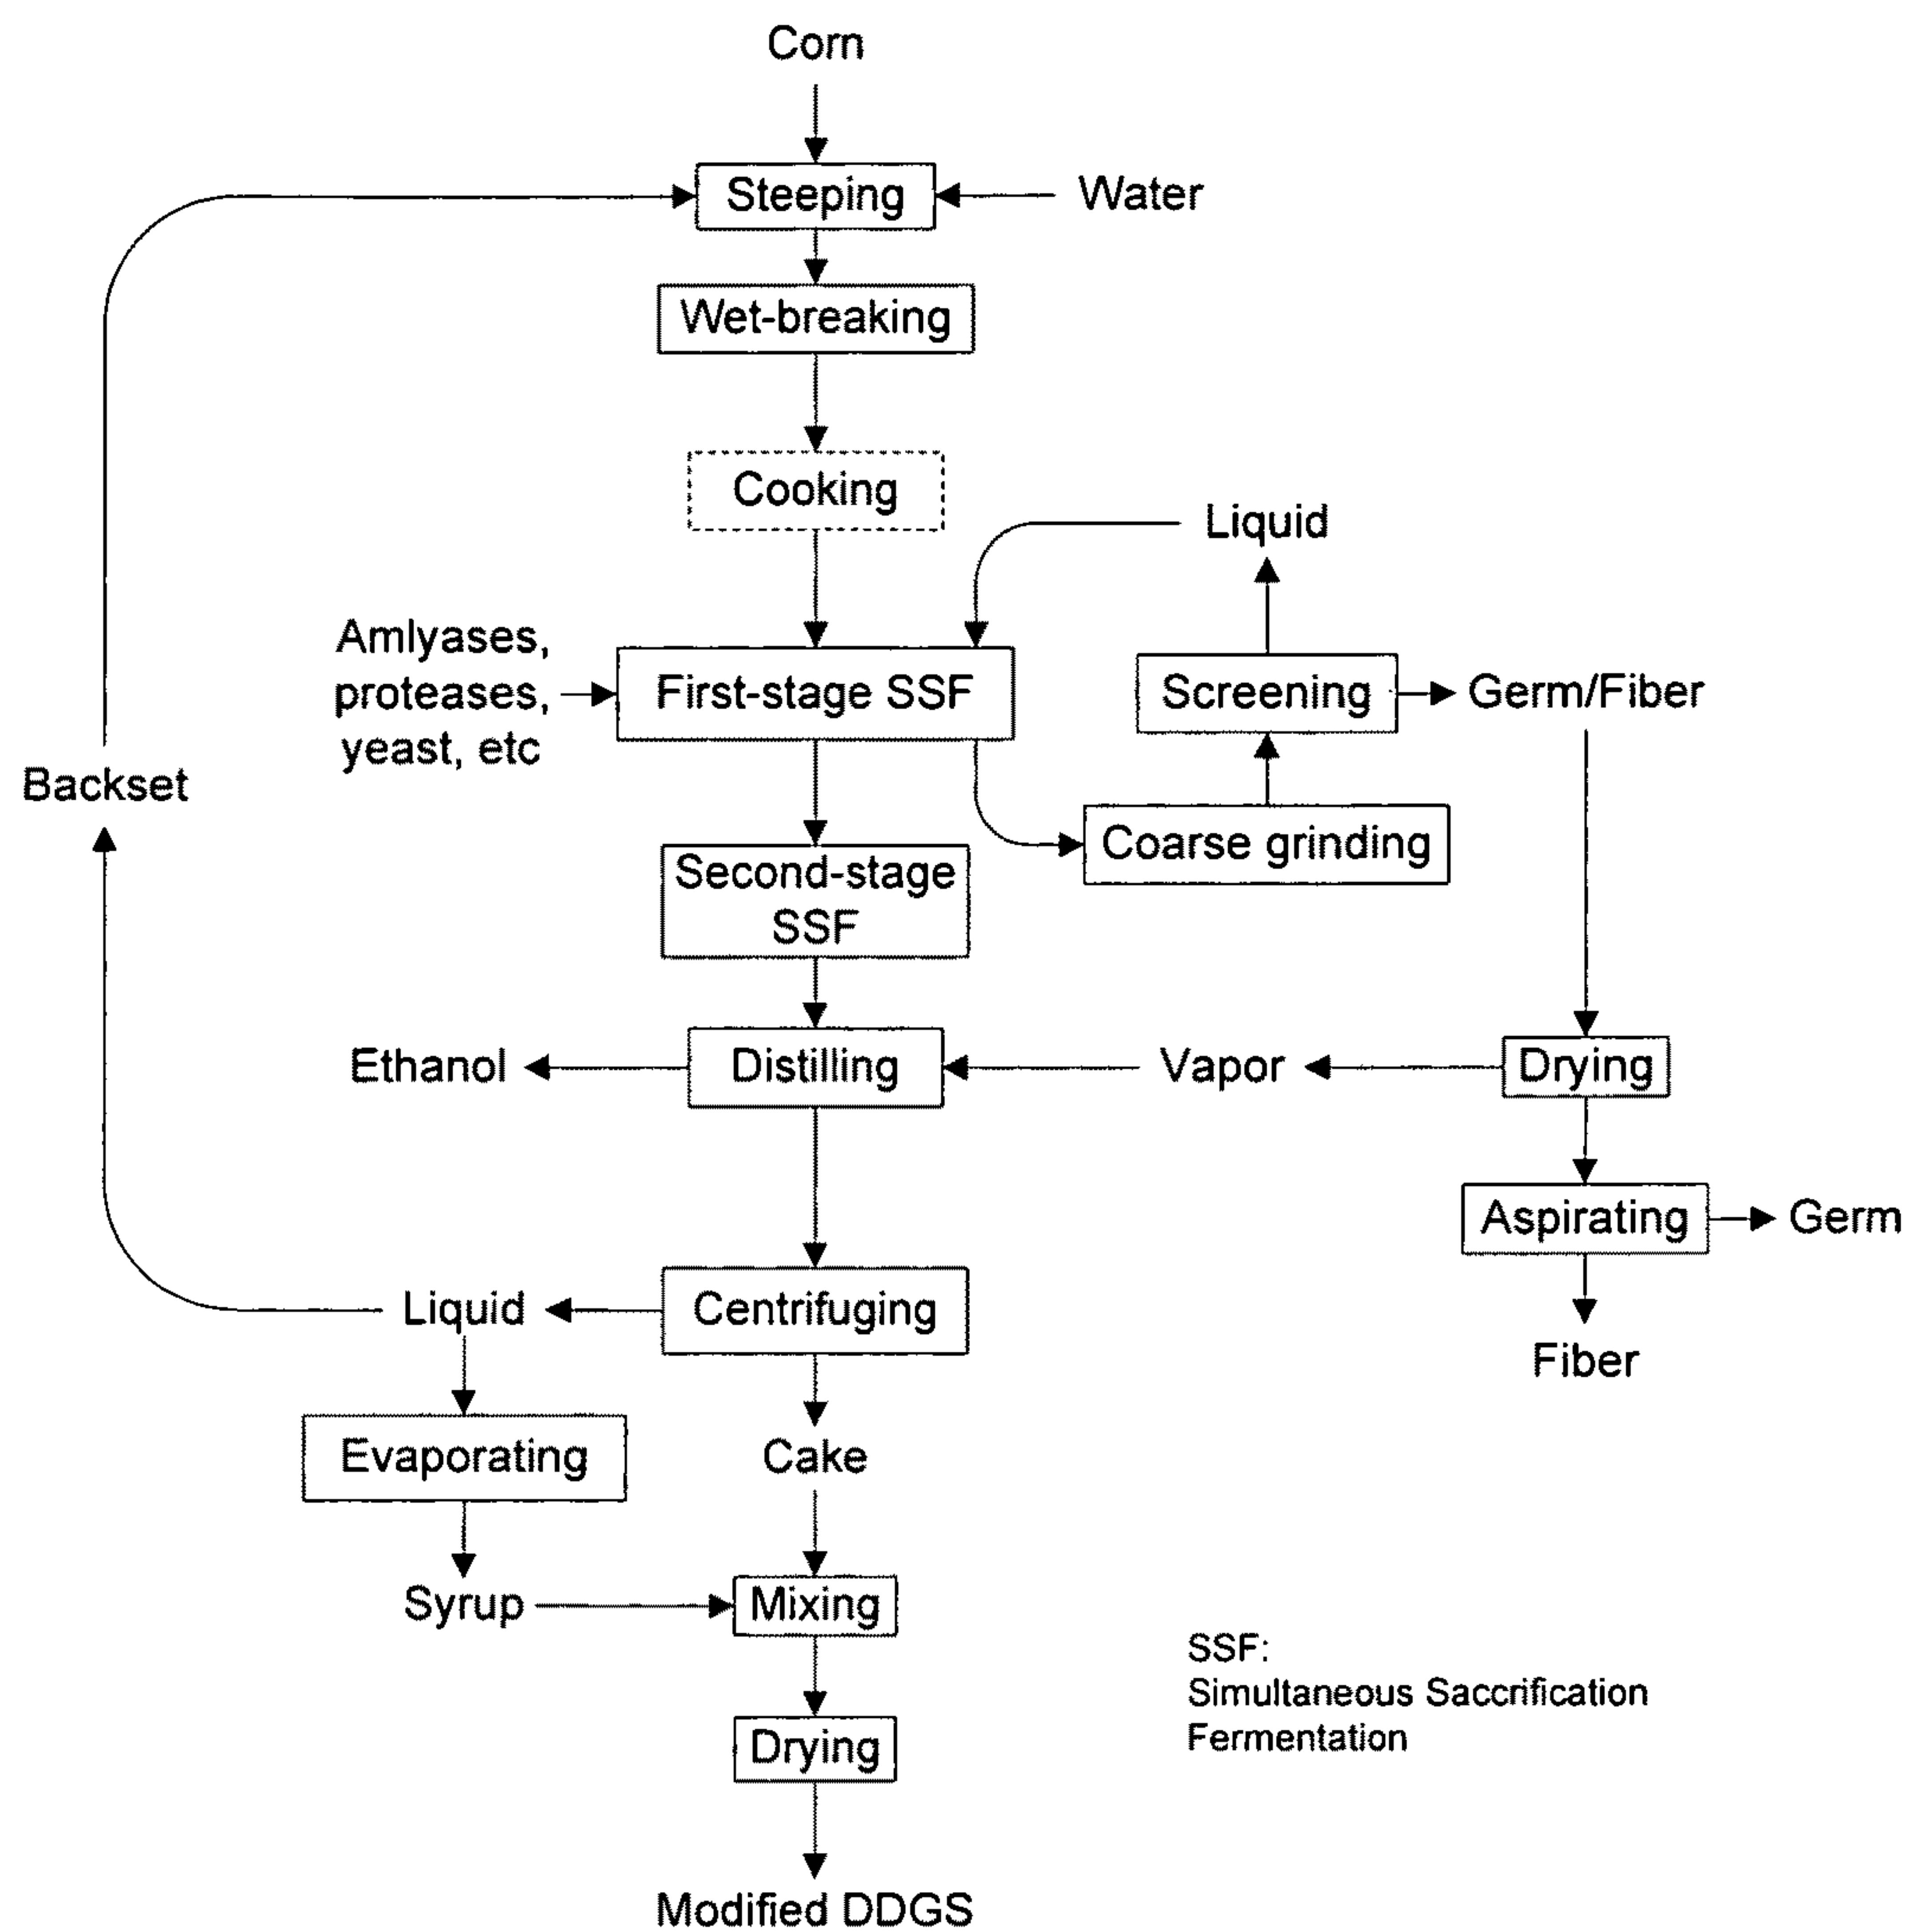 Corn
Steeping
Water
Wet-breaking
Cooking
Liquid
Amlyases,
proteases,
yeast, etc
First-stage SSF
Screening
Germ/Fiber
Backset
Coarse grinding
Second-stage
SSF
Ethanol
Distilling
Vapor
Drying
Aspirating
Germ
Liquid
Centrifuging
Fiber
Evaporating
Cake
Syrup
Mixing
SSF:
Simultaneous Saccrification
Fermentation
Drying
Modified DDGS